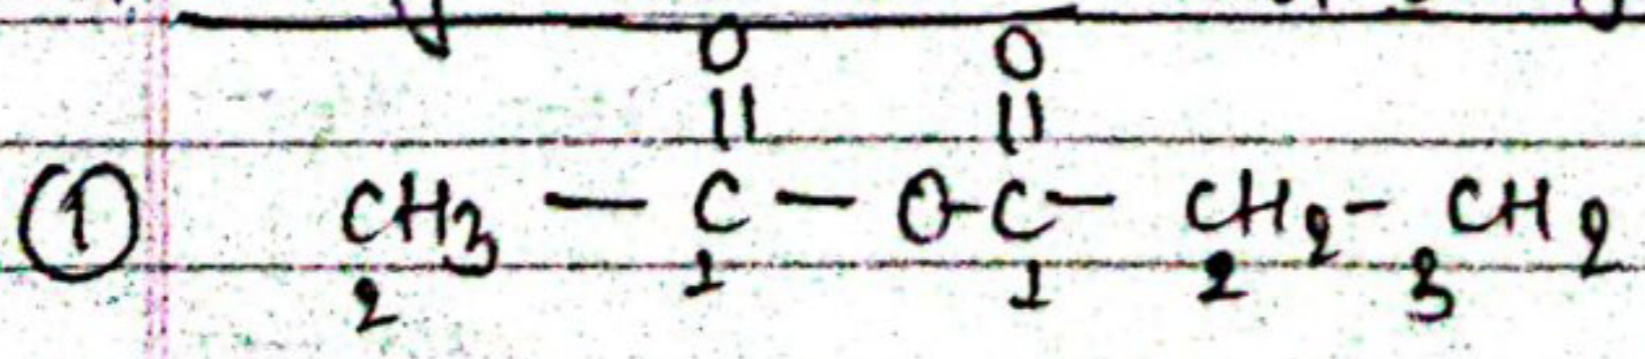 O O
|| ||
① CH3 — C — O-C- CH2- CH2
2 1 1 2 3